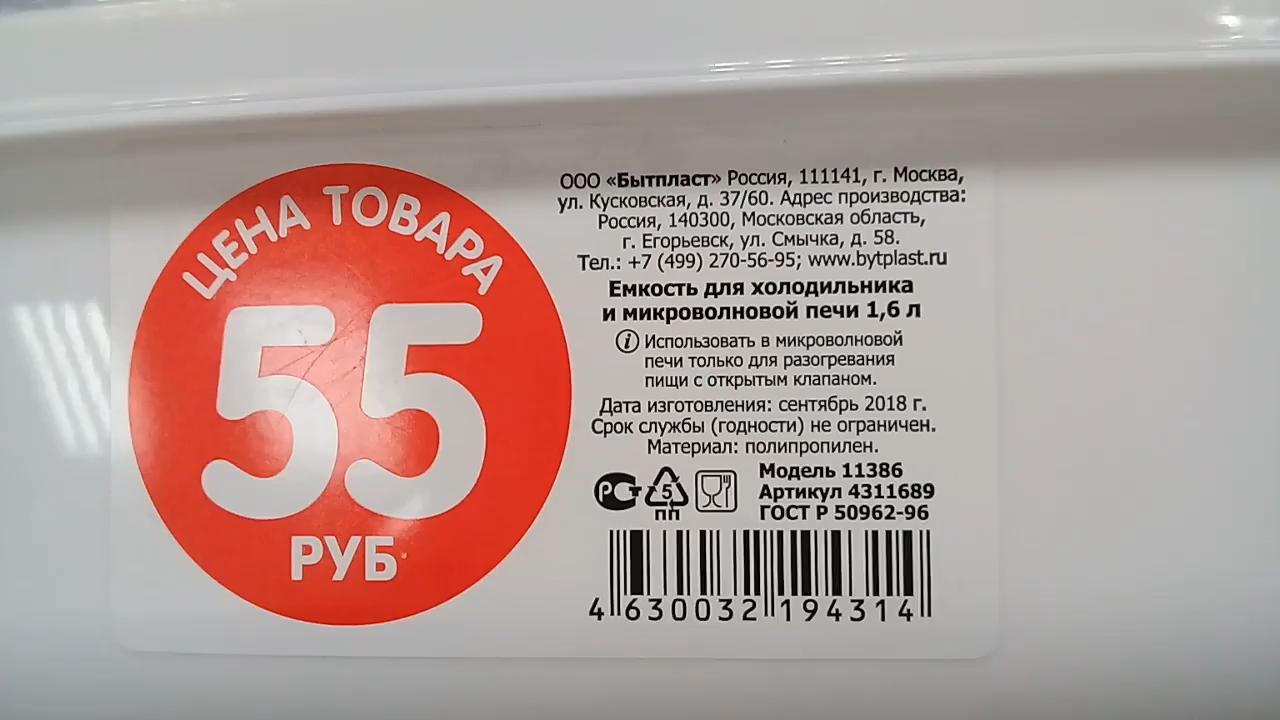 ЦЕНА ТОВАРА
55
РУБ
ООО «Бытпласт» Россия, 111141, г. Москва,
ул. Кусковская, д. 37/60. Адрес производства:
Россия, 140300, Московская область,
г. Егорьевск, ул. Смычка, д. 58.
Тел.: +7 (499) 270-56-95; www.bytplast.ru
Емкость для холодильника
и микроволновой печи 1,6 л
i Использовать в микроволновой
печи только для разогревания
пищи с открытым клапаном.
Дата изготовления: сентябрь 2018 г.
Срок службы (годности) не ограничен.
Материал: полипропилен.
РСТ 5
ПП
Модель 11386
Артикул 4311689
ГОСТ Р 50962-96
4 630032 194314